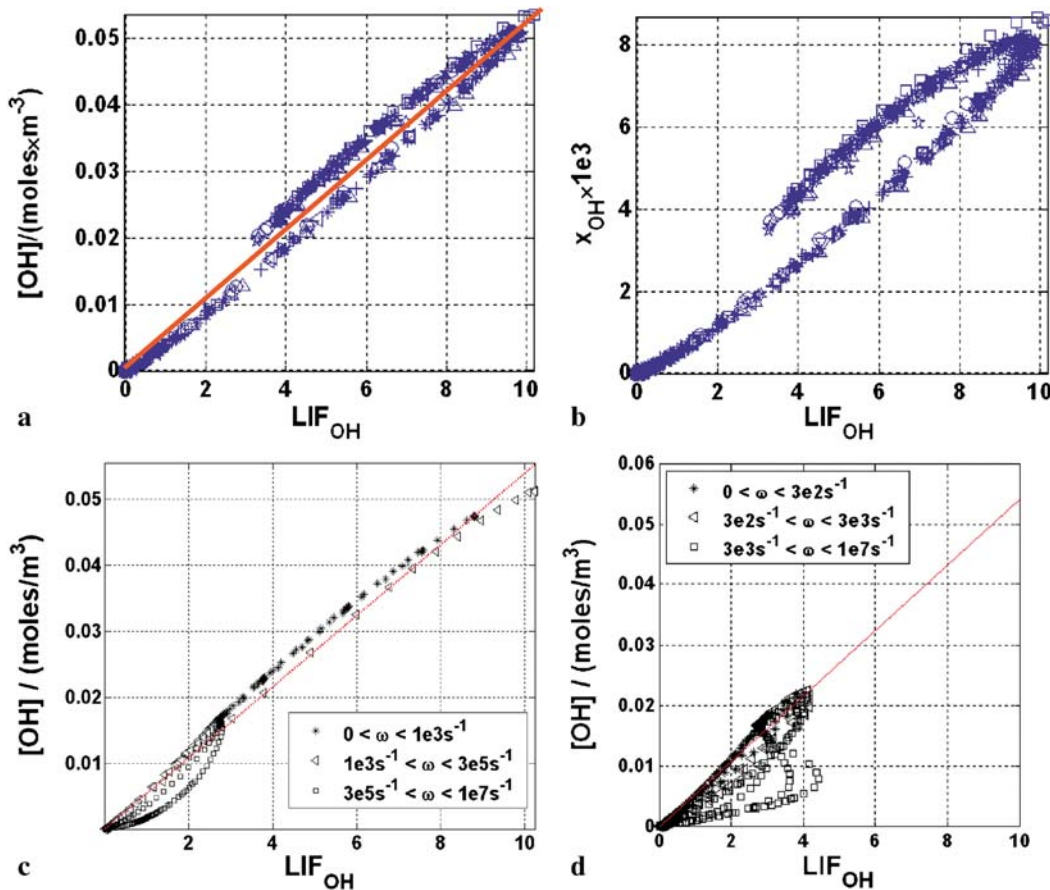 0.05
0.04
0.03
0.02
0.01
0
[OH]/(moles×m⁻³)
0 2 4 6 8 10
LIF_OH
a
8
6
4
2
0
x_OH×1e3
0 2 4 6 8 10
LIF_OH
b
0.05
0.04
0.03
0.02
0.01
[OH] / (moles/m³)
0 < ω < 1e3s⁻¹
1e3s⁻¹ < ω < 3e5s⁻¹
3e5s⁻¹ < ω < 1e7s⁻¹
2 4 6 8 10
LIF_OH
c
0.06
0.05
0.04
0.03
0.02
0.01
0
[OH] / (moles/m³)
0 < ω < 3e2s⁻¹
3e2s⁻¹ < ω < 3e3s⁻¹
3e3s⁻¹ < ω < 1e7s⁻¹
0 2 4 6 8 10
LIF_OH
d